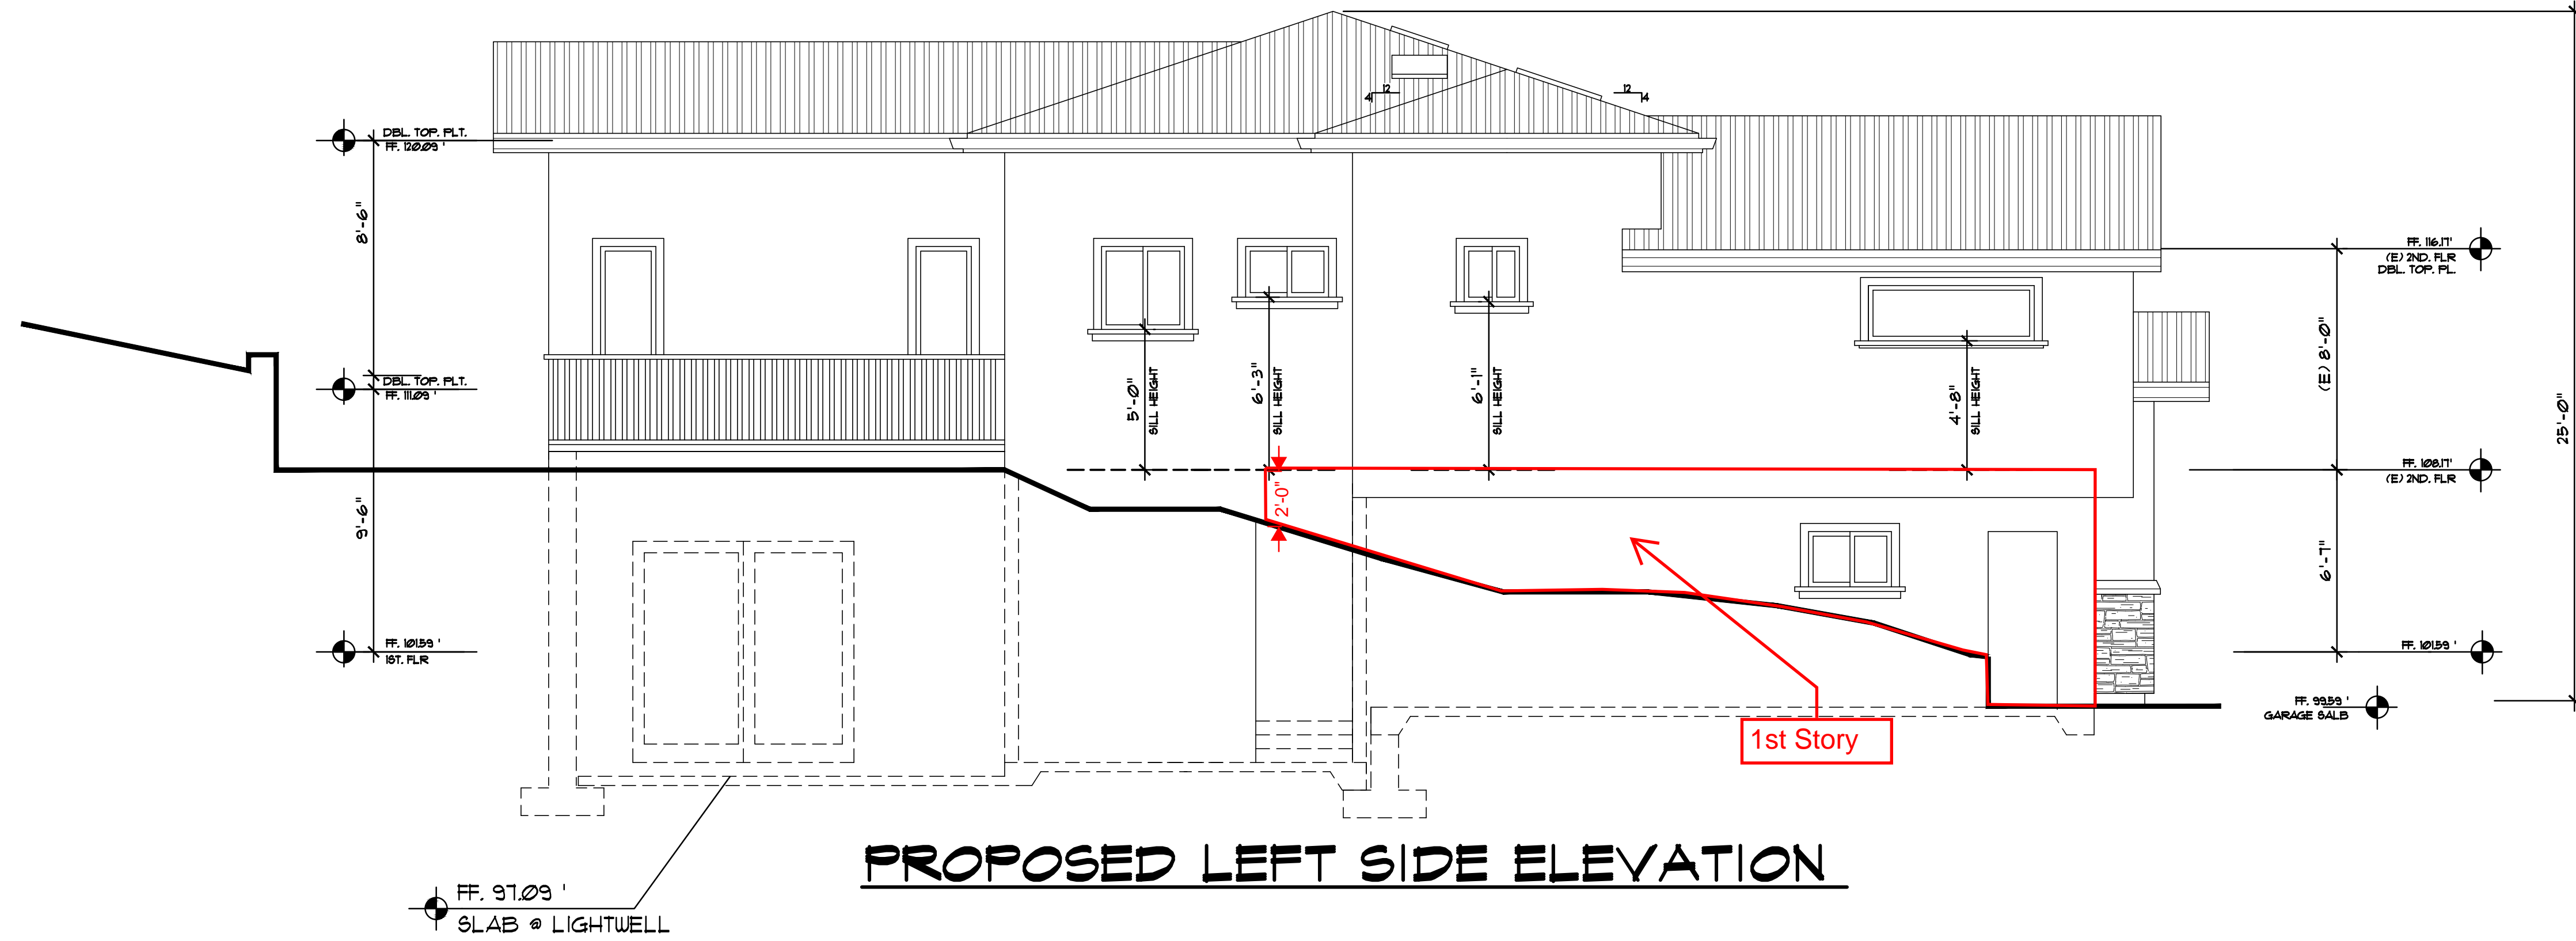 12
4
12
4
DBL. TOP. PLT.
FF. 120.09 '
8'-6"
FF. 116.17'
(E) 2ND. FLR
DBL. TOP. PL.
DBL. TOP. PLT.
FF. 111.09 '
5'-0"
SILL HEIGHT
6'-3"
SILL HEIGHT
6'-1"
SILL HEIGHT
4'-8"
SILL HEIGHT
(E) 8'-0"
25'-0"
FF. 108.17'
(E) 2ND. FLR
2'-0"
9'-6"
6'-7"
FF. 101.59 '
1ST. FLR
FF. 101.59 '
FF. 99.59 '
GARAGE SALB
1st Story
PROPOSED LEFT SIDE ELEVATION
FF. 97.09 '
SLAB @ LIGHTWELL